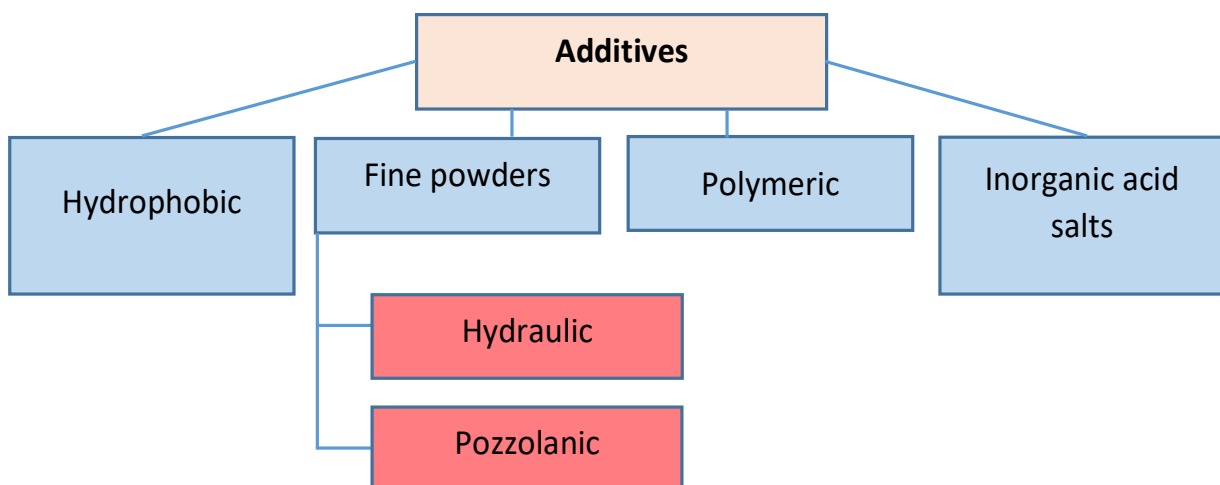 Additives
Hydrophobic
Fine powders
Polymeric
Inorganic acid
salts
Hydraulic
Pozzolanic